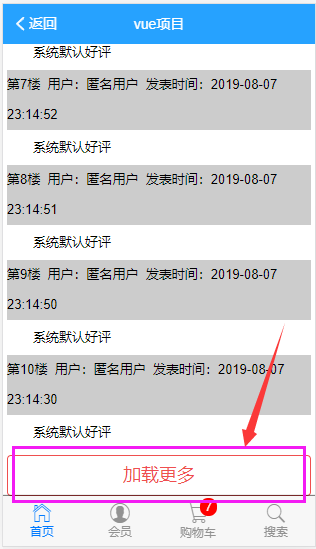 返回 vue项目
系统默认好评
第7楼 用户：匿名用户 发表时间：2019-08-07
23:14:52
系统默认好评
第8楼 用户：匿名用户 发表时间：2019-08-07
23:14:51
系统默认好评
第9楼 用户：匿名用户 发表时间：2019-08-07
23:14:50
系统默认好评
第10楼 用户：匿名用户 发表时间：2019-08-07
23:14:30
系统默认好评
加载更多
7
首页 会员 购物车 搜索